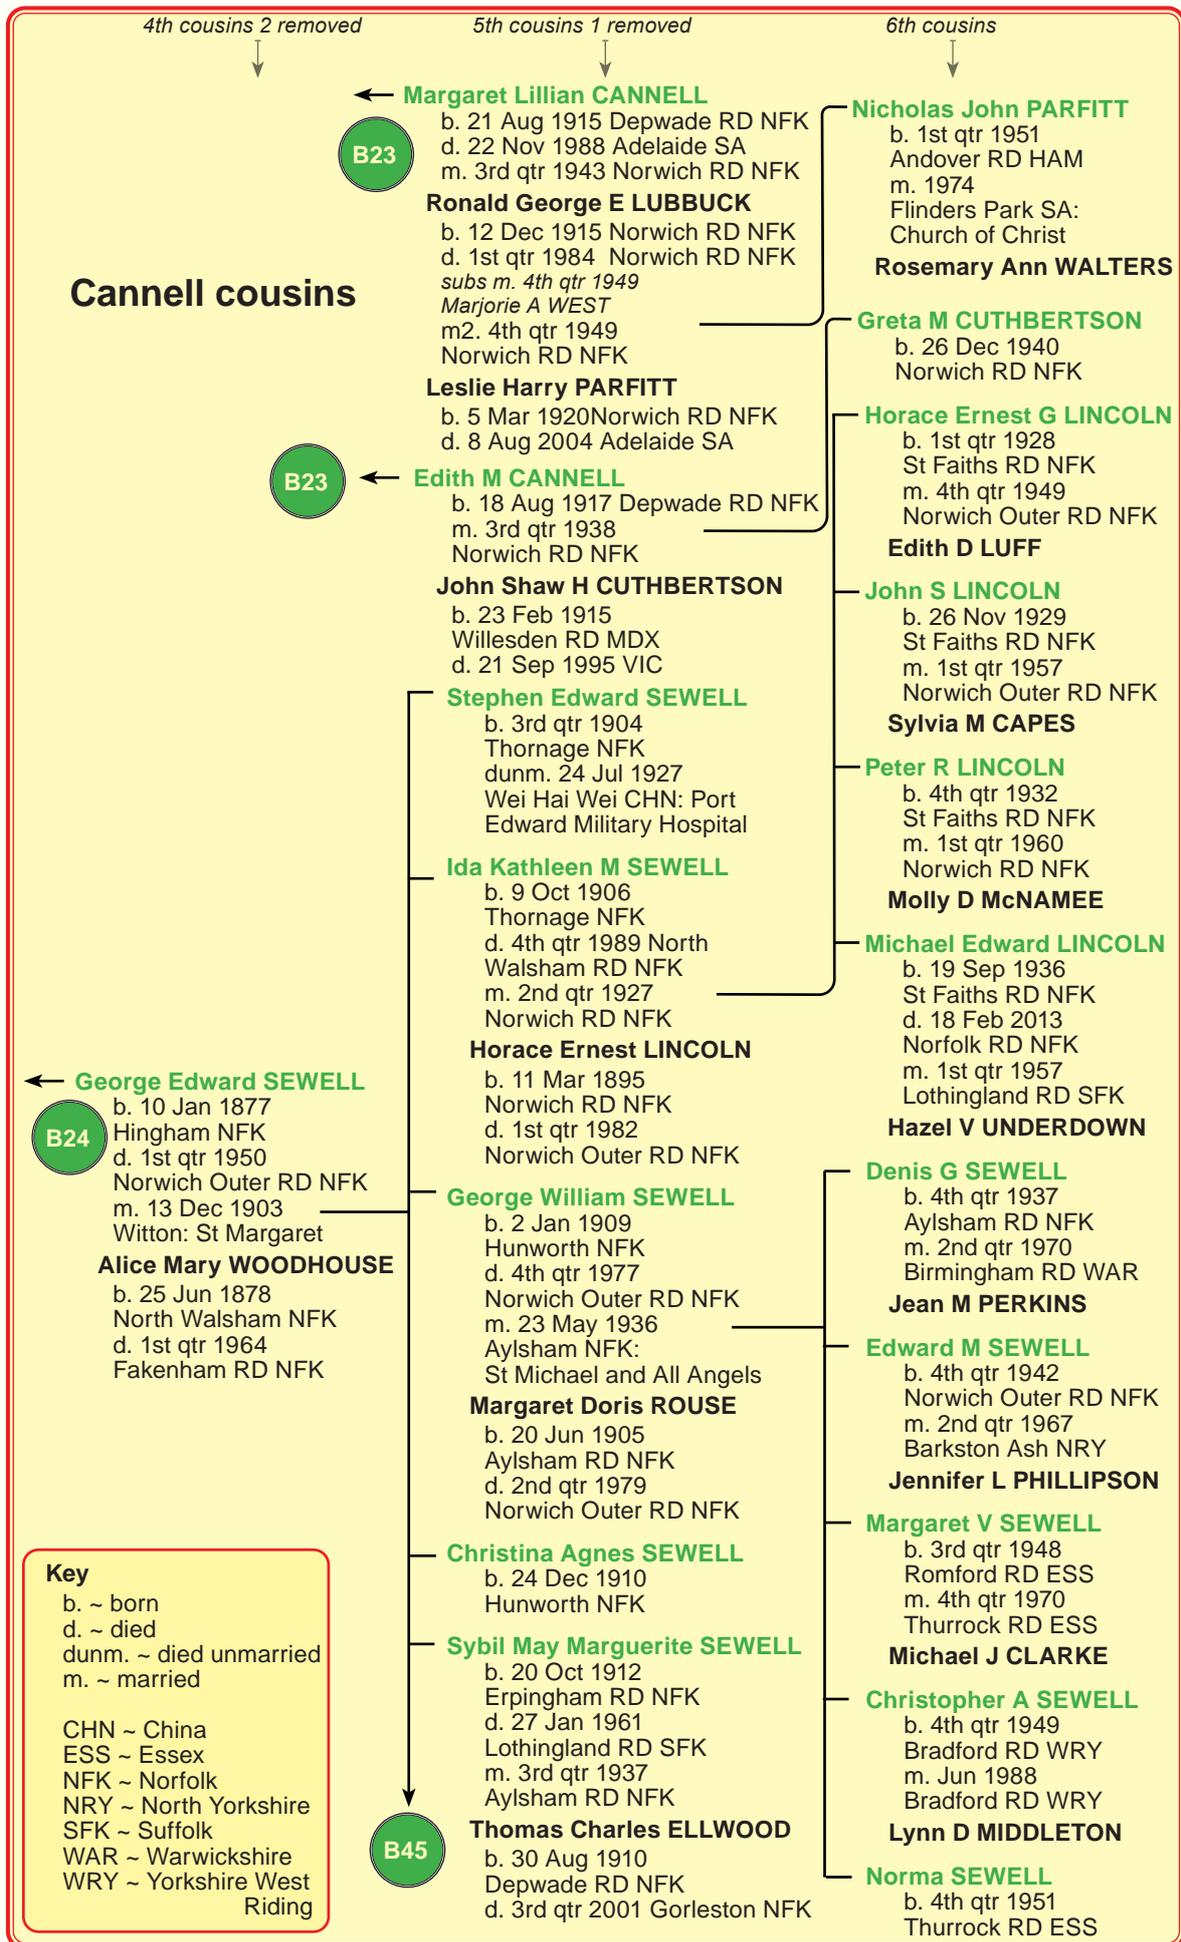 4th cousins 2 removed
5th cousins 1 removed
6th cousins
Cannell cousins
B23
Margaret Lillian CANNELL
b. 21 Aug 1915 Depwade RD NFK
d. 22 Nov 1988 Adelaide SA
m. 3rd qtr 1943 Norwich RD NFK
Ronald George E LUBBUCK
b. 12 Dec 1915 Norwich RD NFK
d. 1st qtr 1984 Norwich RD NFK
subs m. 4th qtr 1949
Marjorie A WEST
m2. 4th qtr 1949
Norwich RD NFK
Leslie Harry PARFITT
b. 5 Mar 1920Norwich RD NFK
d. 8 Aug 2004 Adelaide SA
B23
Edith M CANNELL
b. 18 Aug 1917 Depwade RD NFK
m. 3rd qtr 1938
Norwich RD NFK
John Shaw H CUTHBERTSON
b. 23 Feb 1915
Willesden RD MDX
d. 21 Sep 1995 VIC
George Edward SEWELL
B24
b. 10 Jan 1877
Hingham NFK
d. 1st qtr 1950
Norwich Outer RD NFK
m. 13 Dec 1903
Witton: St Margaret
Alice Mary WOODHOUSE
b. 25 Jun 1878
North Walsham NFK
d. 1st qtr 1964
Fakenham RD NFK
Stephen Edward SEWELL
b. 3rd qtr 1904
Thornage NFK
dunm. 24 Jul 1927
Wei Hai Wei CHN: Port
Edward Military Hospital
Ida Kathleen M SEWELL
b. 9 Oct 1906
Thornage NFK
d. 4th qtr 1989 North
Walsham RD NFK
m. 2nd qtr 1927
Norwich RD NFK
Horace Ernest LINCOLN
b. 11 Mar 1895
Norwich RD NFK
d. 1st qtr 1982
Norwich Outer RD NFK
George William SEWELL
b. 2 Jan 1909
Hunworth NFK
d. 4th qtr 1977
Norwich Outer RD NFK
m. 23 May 1936
Aylsham NFK:
St Michael and All Angels
Margaret Doris ROUSE
b. 20 Jun 1905
Aylsham RD NFK
d. 2nd qtr 1979
Norwich Outer RD NFK
Christina Agnes SEWELL
b. 24 Dec 1910
Hunworth NFK
Sybil May Marguerite SEWELL
b. 20 Oct 1912
Erpingham RD NFK
d. 27 Jan 1961
Lothingland RD SFK
m. 3rd qtr 1937
Aylsham RD NFK
B45
Thomas Charles ELLWOOD
b. 30 Aug 1910
Depwade RD NFK
d. 3rd qtr 2001 Gorleston NFK
Nicholas John PARFITT
b. 1st qtr 1951
Andover RD HAM
m. 1974
Flinders Park SA:
Church of Christ
Rosemary Ann WALTERS
Greta M CUTHBERTSON
b. 26 Dec 1940
Norwich RD NFK
Horace Ernest G LINCOLN
b. 1st qtr 1928
St Faiths RD NFK
m. 4th qtr 1949
Norwich Outer RD NFK
Edith D LUFF
John S LINCOLN
b. 26 Nov 1929
St Faiths RD NFK
m. 1st qtr 1957
Norwich Outer RD NFK
Sylvia M CAPES
Peter R LINCOLN
b. 4th qtr 1932
St Faiths RD NFK
m. 1st qtr 1960
Norwich RD NFK
Molly D McNAMEE
Michael Edward LINCOLN
b. 19 Sep 1936
St Faiths RD NFK
d. 18 Feb 2013
Norfolk RD NFK
m. 1st qtr 1957
Lothingland RD SFK
Hazel V UNDERDOWN
Denis G SEWELL
b. 4th qtr 1937
Aylsham RD NFK
m. 2nd qtr 1970
Birmingham RD WAR
Jean M PERKINS
Edward M SEWELL
b. 4th qtr 1942
Norwich Outer RD NFK
m. 2nd qtr 1967
Barkston Ash NRY
Jennifer L PHILLIPSON
Margaret V SEWELL
b. 3rd qtr 1948
Romford RD ESS
m. 4th qtr 1970
Thurrock RD ESS
Michael J CLARKE
Christopher A SEWELL
b. 4th qtr 1949
Bradford RD WRY
m. Jun 1988
Bradford RD WRY
Lynn D MIDDLETON
Norma SEWELL
b. 4th qtr 1951
Thurrock RD ESS
Key
b. ~ born
d. ~ died
dunm. ~ died unmarried
m. ~ married
CHN ~ China
ESS ~ Essex
NFK ~ Norfolk
NRY ~ North Yorkshire
SFK ~ Suffolk
WAR ~ Warwickshire
WRY ~ Yorkshire West
Riding